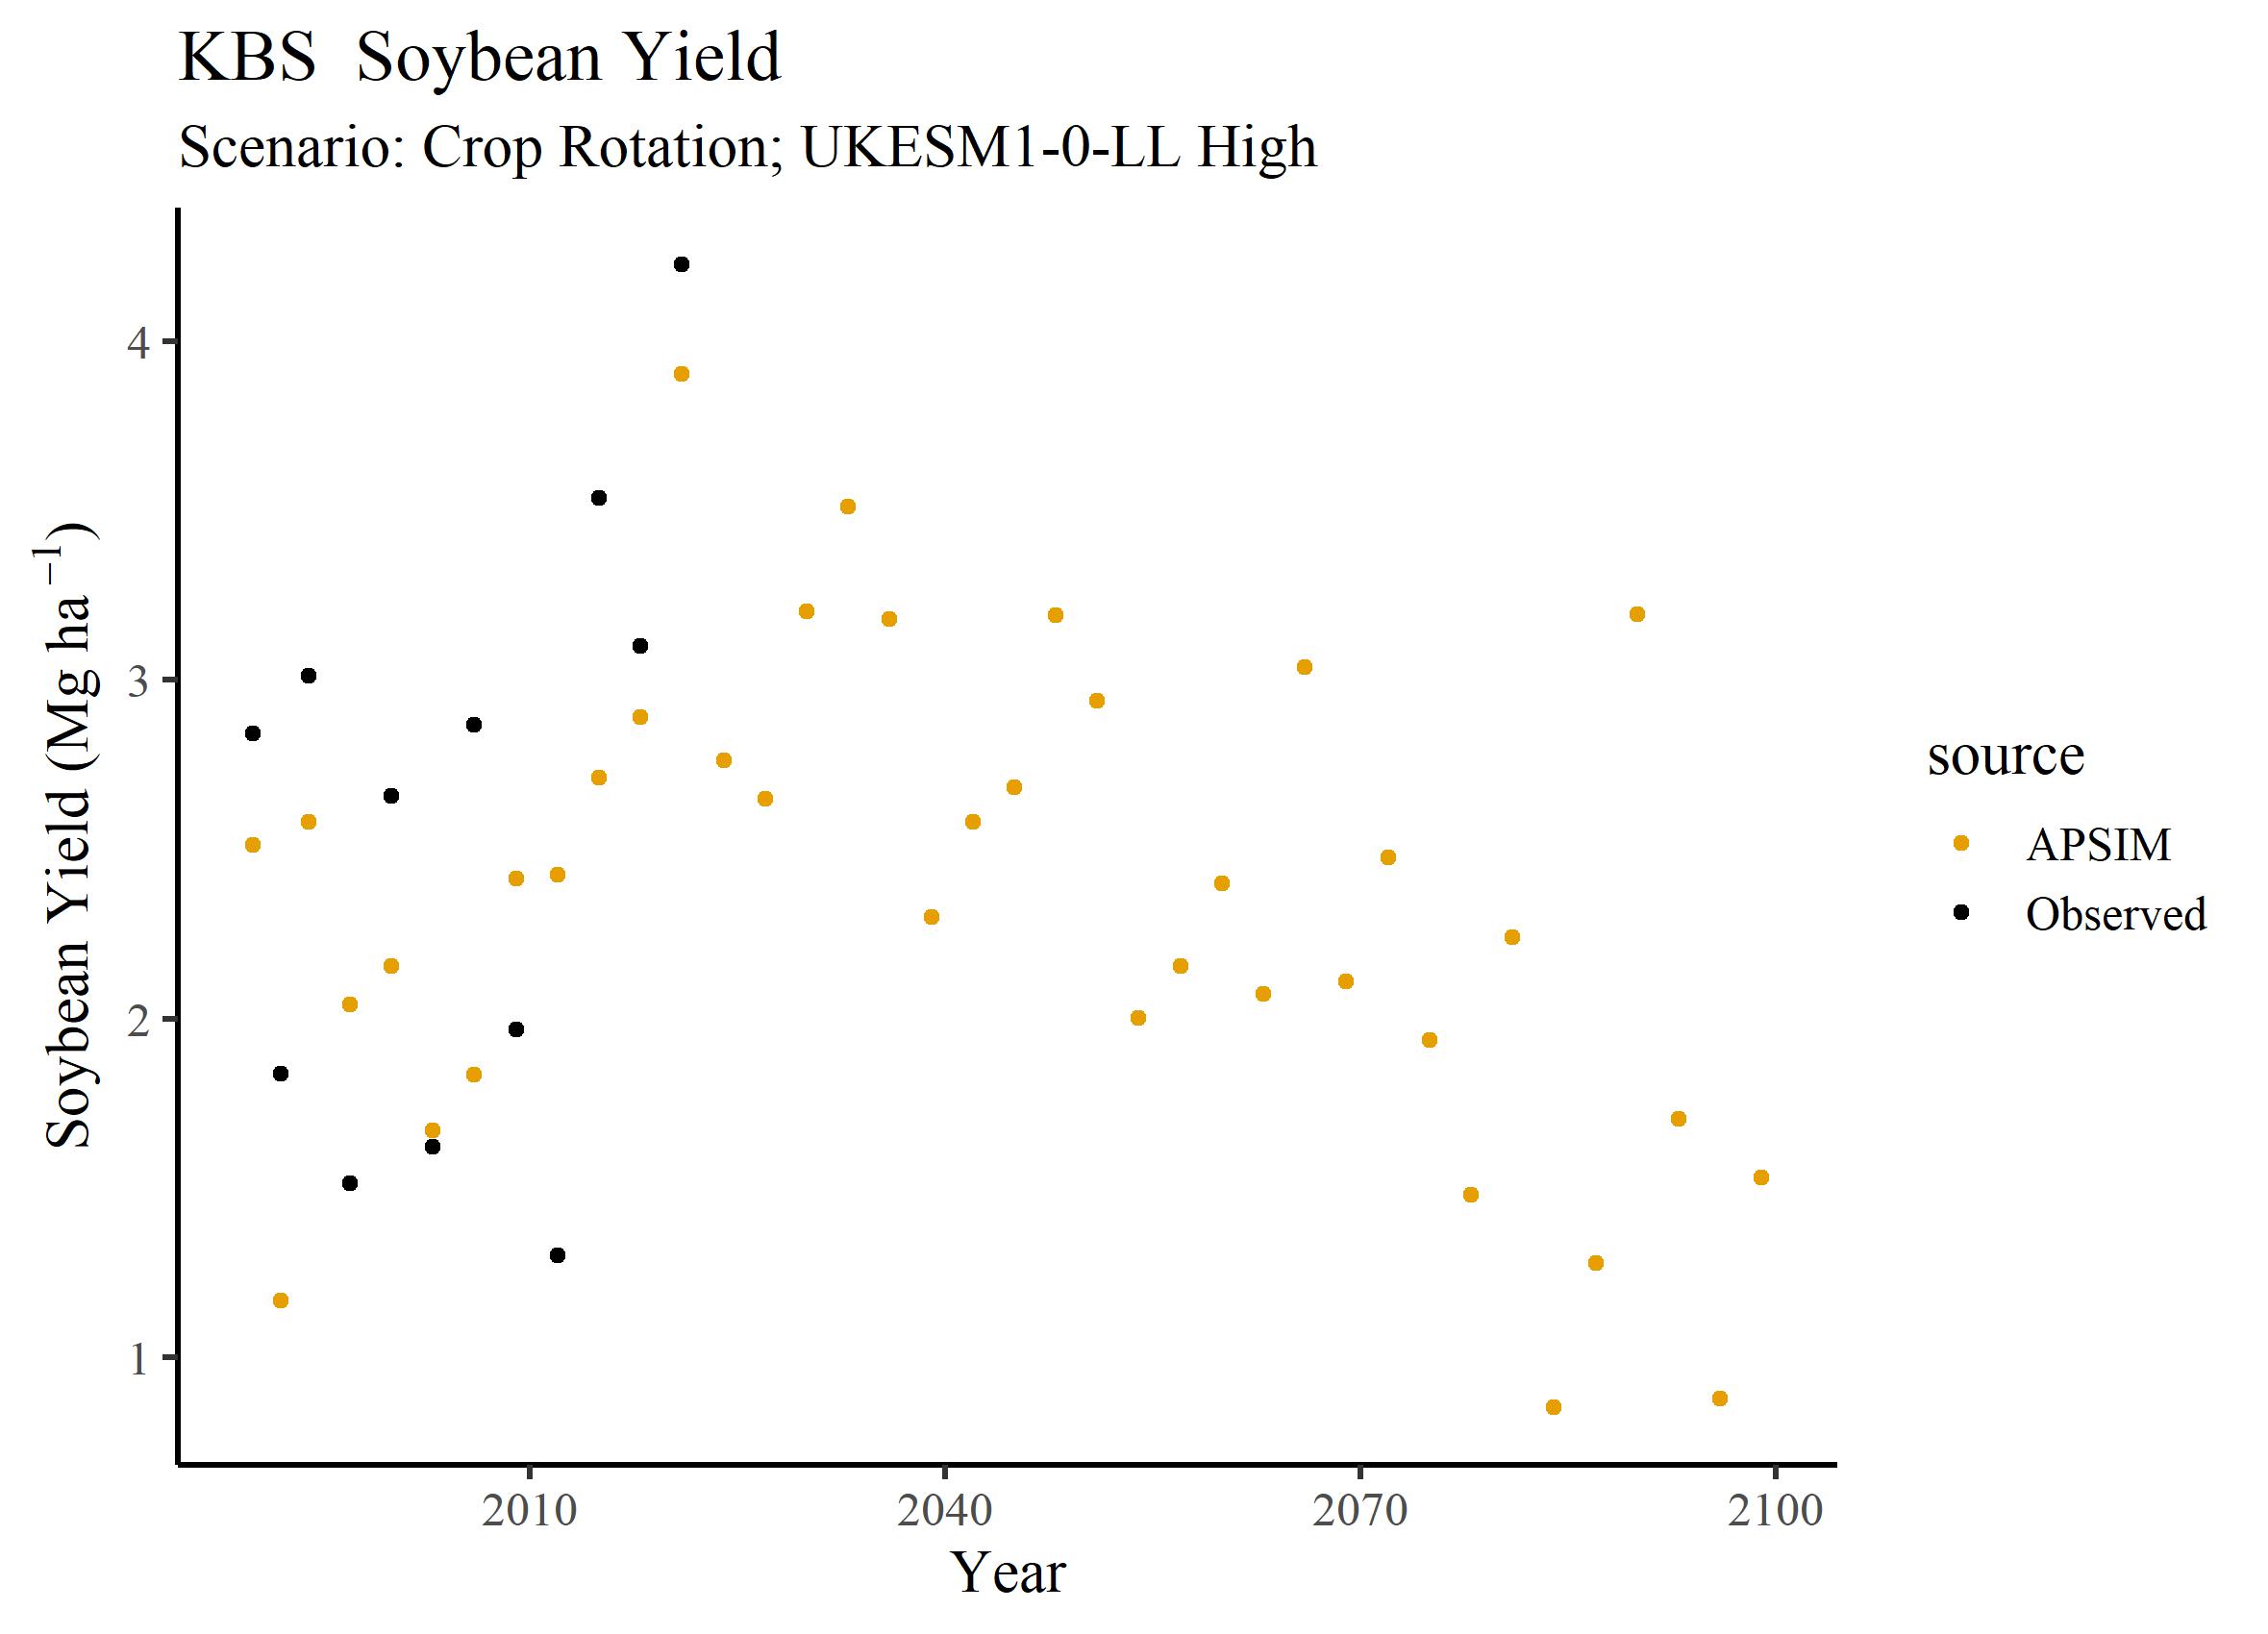 KBS  Soybean Yield
Scenario: Crop Rotation; UKESM1-0-LL High
Soybean Yield (Mg ha⁻¹)
4
3
2
1
2010 2040 2070 2100
Year
source
APSIM
Observed